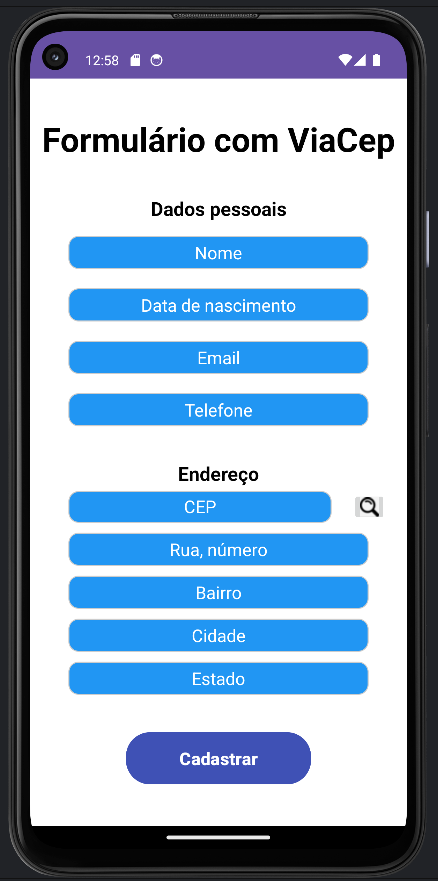 12:58
Formulário com ViaCep
Dados pessoais
Nome
Data de nascimento
Email
Telefone
Endereço
CEP
Rua, número
Bairro
Cidade
Estado
Cadastrar